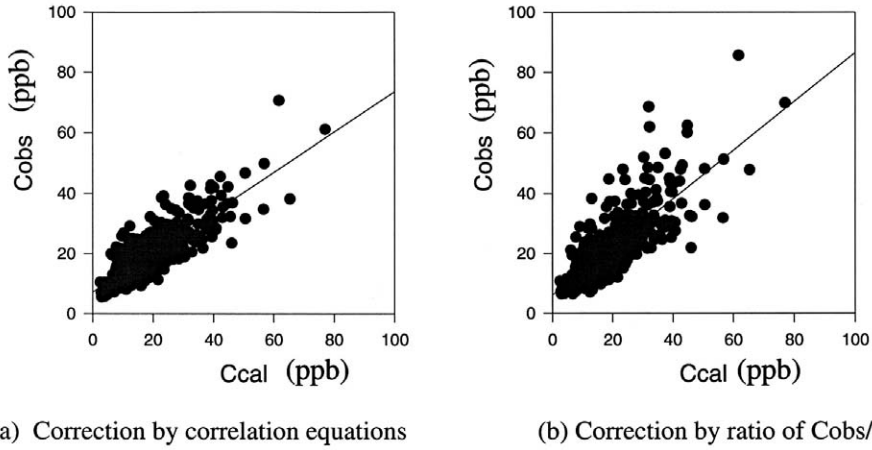 100
80
60
40
20
0
Cobs (ppb)
0 20 40 60 80 100
Ccal (ppb)
100
80
60
40
20
0
Cobs (ppb)
0 20 40 60 80 100
Ccal (ppb)
a) Correction by correlation equations
(b) Correction by ratio of Cobs/